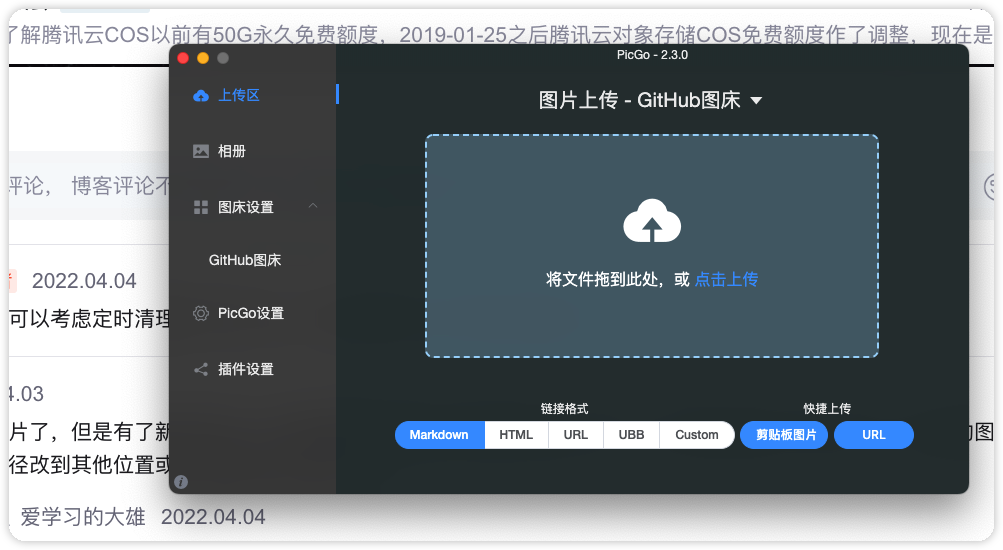 了解腾讯云COS以前有50G永久免费额度，2019-01-25之后腾讯云对象存储COS免费额度作了调整，现在是
PicGo - 2.3.0
上传区
图片上传 - GitHub图床
相册
评论， 博客评论不
图床设置
GitHub图床
2022.04.04
将文件拖到此处，或 点击上传
可以考虑定时清理
PicGo设置
插件设置
4.03
链接格式
快捷上传
片了，但是有了新
Markdown HTML URL UBB Custom 剪贴板图片 URL
的图
径改到其他位置或
爱学习的大雄 2022.04.04